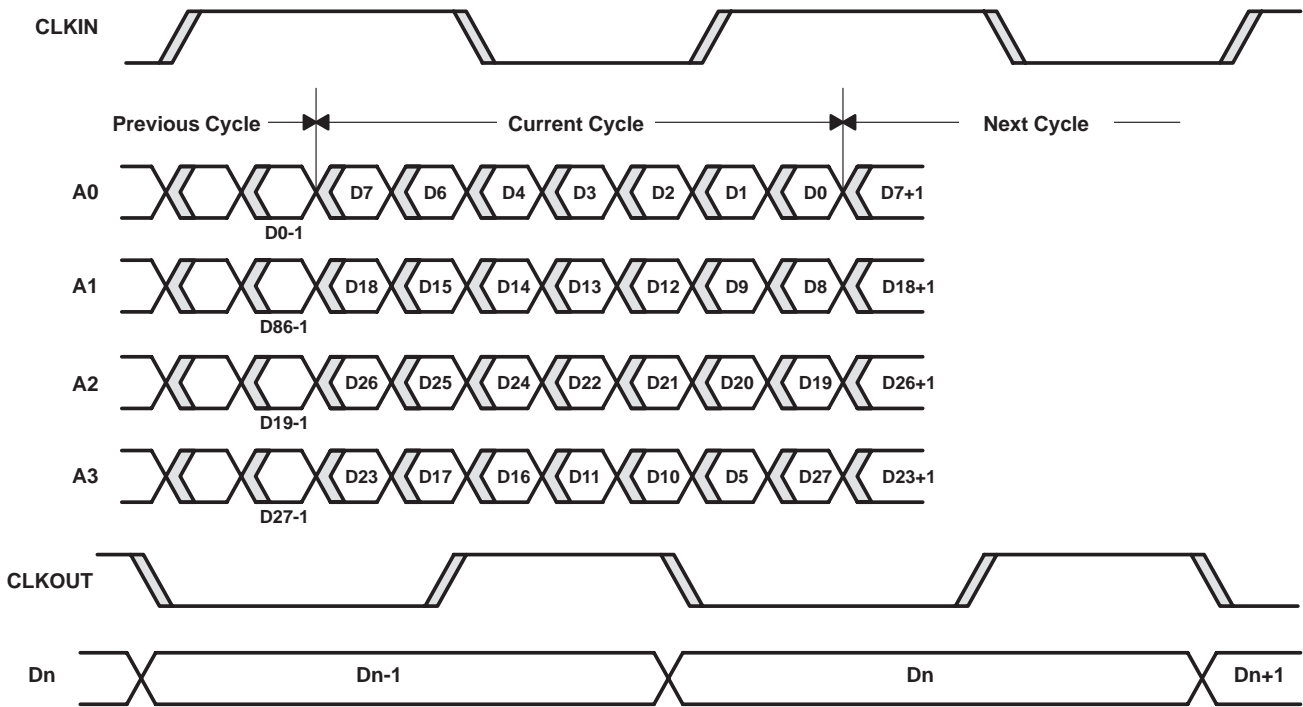 CLKIN
Previous Cycle Current Cycle Next Cycle
A0 D7 D6 D4 D3 D2 D1 D0 D7+1
D0-1
A1 D18 D15 D14 D13 D12 D9 D8 D18+1
D86-1
A2 D26 D25 D24 D22 D21 D20 D19 D26+1
D19-1
A3 D23 D17 D16 D11 D10 D5 D27 D23+1
D27-1
CLKOUT
Dn Dn-1 Dn Dn+1